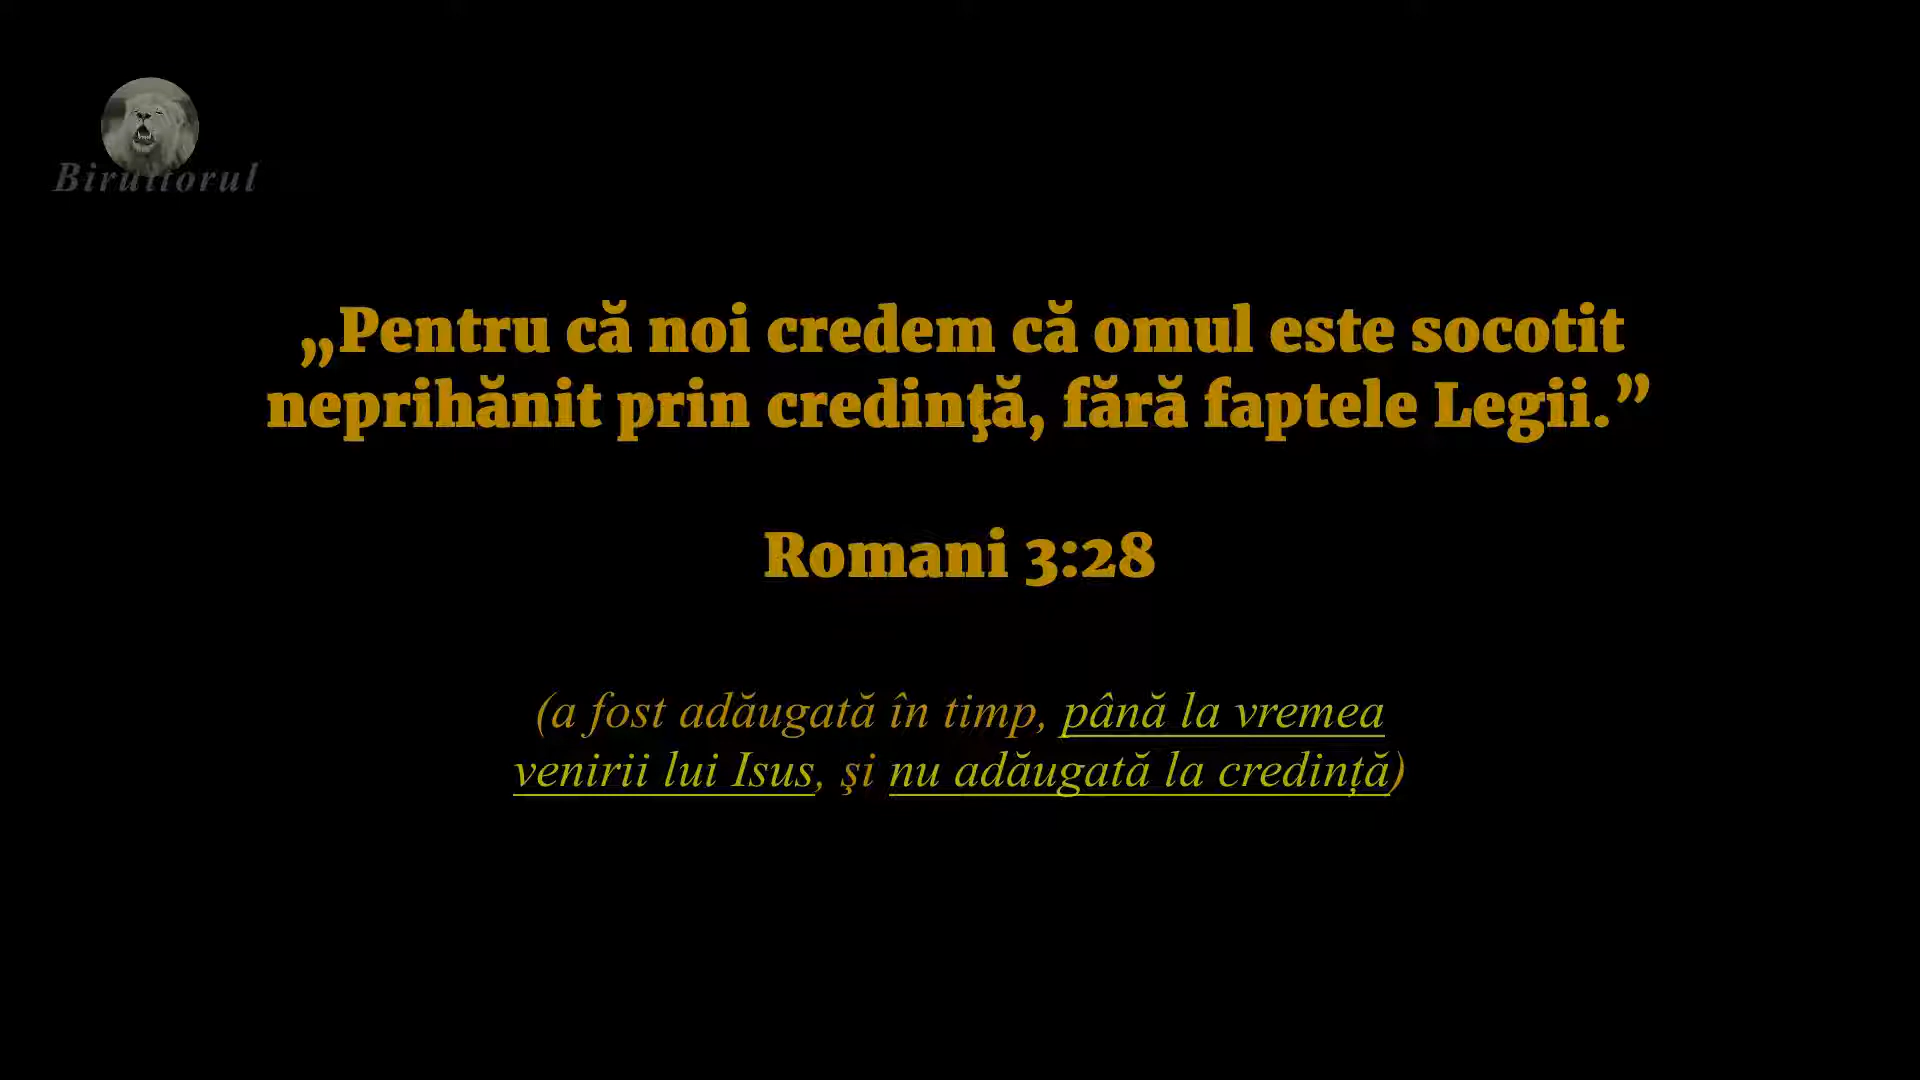 Biruitorul
„Pentru că noi credem că omul este socotit
neprihănit prin credinţă, fără faptele Legii.”
Romani 3:28
(a fost adăugată în timp, până la vremea
venirii lui Isus, şi nu adăugată la credință)